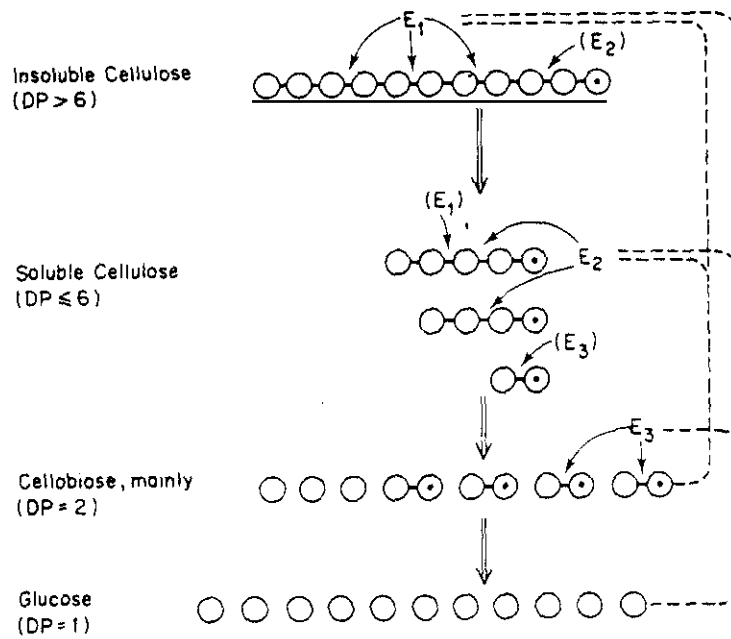 E₁
(E₂)
Insoluble Cellulose
(DP > 6)
(E₁)
E₂
Soluble Cellulose
(DP ≤ 6)
(E₃)
E₃
Cellobiose, mainly
(DP = 2)
Glucose
(DP = 1)